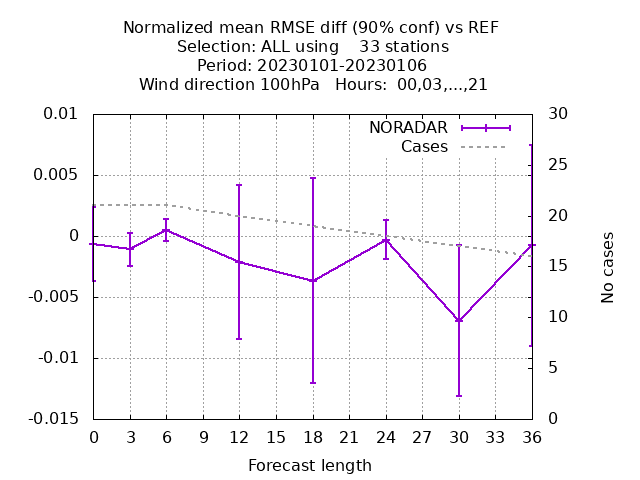 Normalized mean RMSE diff (90% conf) vs REF
Selection: ALL using    33 stations
Period: 20230101-20230106
Wind direction 100hPa   Hours:  00,03,...,21
NORADAR
Cases
0.01
0.005
0
-0.005
-0.01
-0.015
30
25
20
15
10
5
0
No cases
0 3 6 9 12 15 18 21 24 27 30 33 36
Forecast length